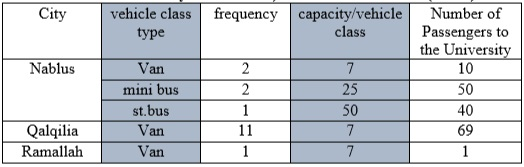 City vehicle class type frequency capacity/vehicle class Number of Passengers to the University
Nablus Van 2 7 10
mini bus 2 25 50
st.bus 1 50 40
Qalqilia Van 11 7 69
Ramallah Van 1 7 1